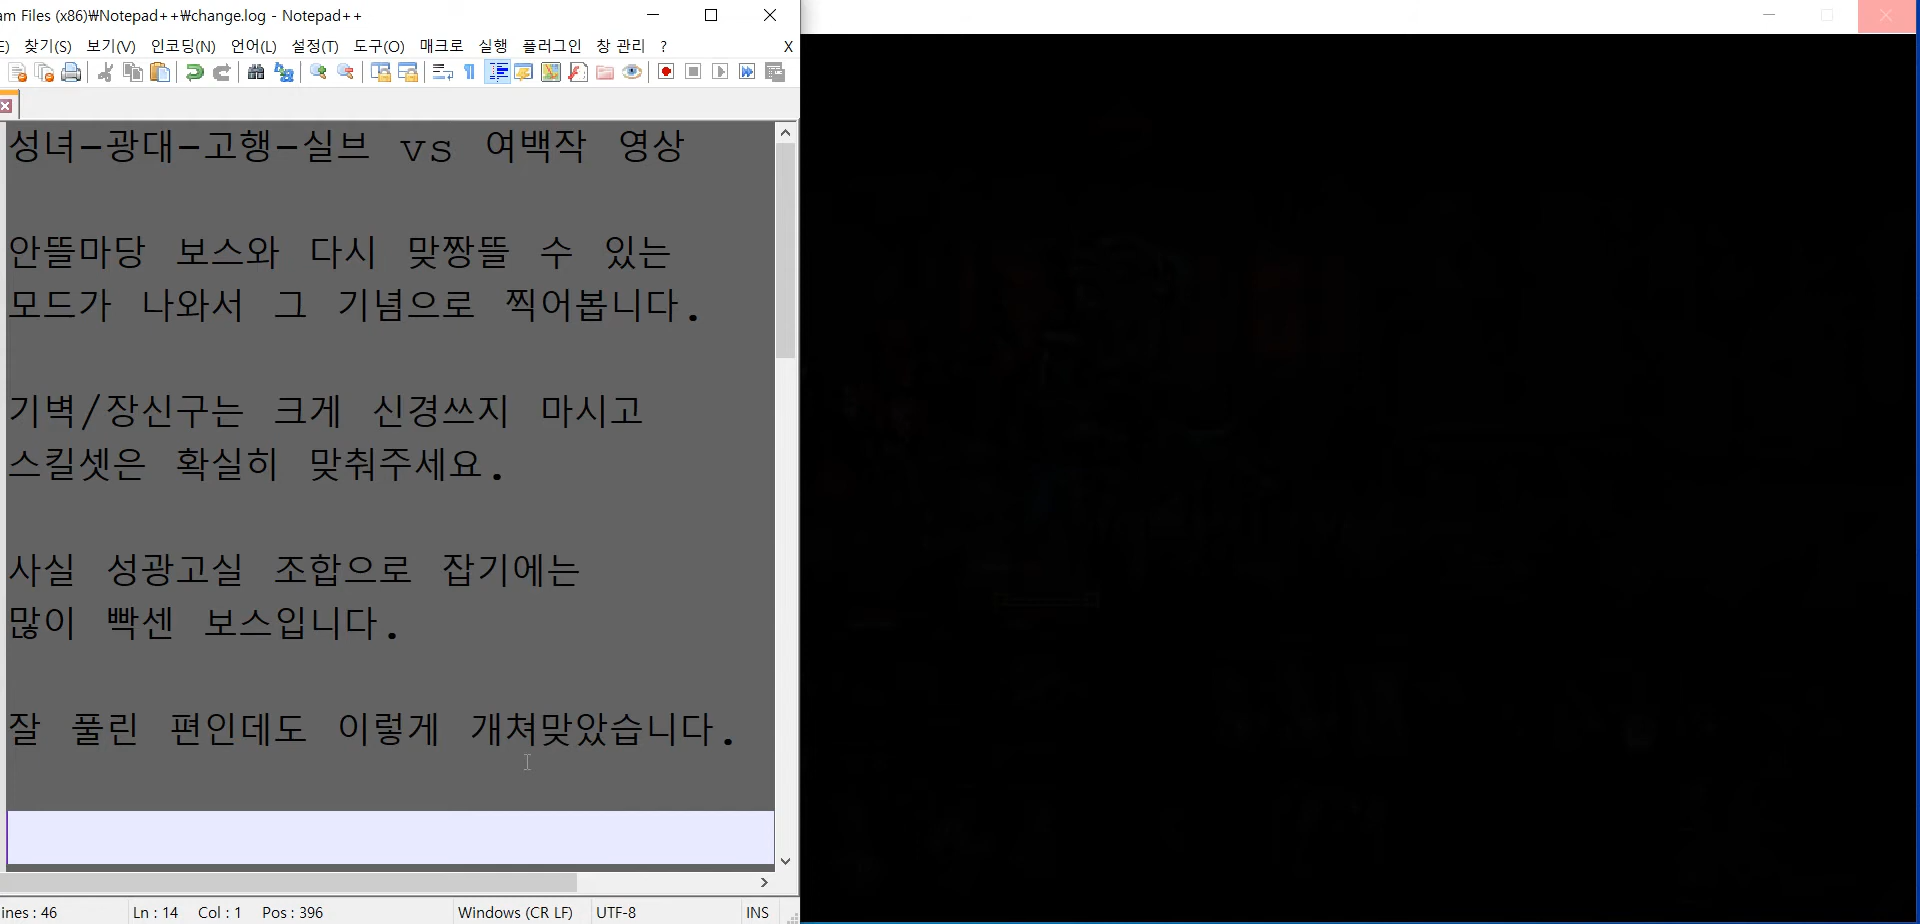 am Files (x86)₩Notepad++₩change.log - Notepad++
E) 찾기(S) 보기(V) 인코딩(N) 언어(L) 설정(T) 도구(O) 매크로 실행 플러그인 창 관리 ? X
성녀-광대-고행-실브 vs 여백작 영상
안뜰마당 보스와 다시 맞짱뜰 수 있는
모드가 나와서 그 기념으로 찍어봅니다.
기벽/장신구는 크게 신경쓰지 마시고
스킬셋은 확실히 맞춰주세요.
사실 성광고실 조합으로 잡기에는
많이 빡센 보스입니다.
잘 풀린 편인데도 이렇게 개쳐맞았습니다.
ines : 46 Ln : 14 Col : 1 Pos : 396 Windows (CR LF) UTF-8 INS